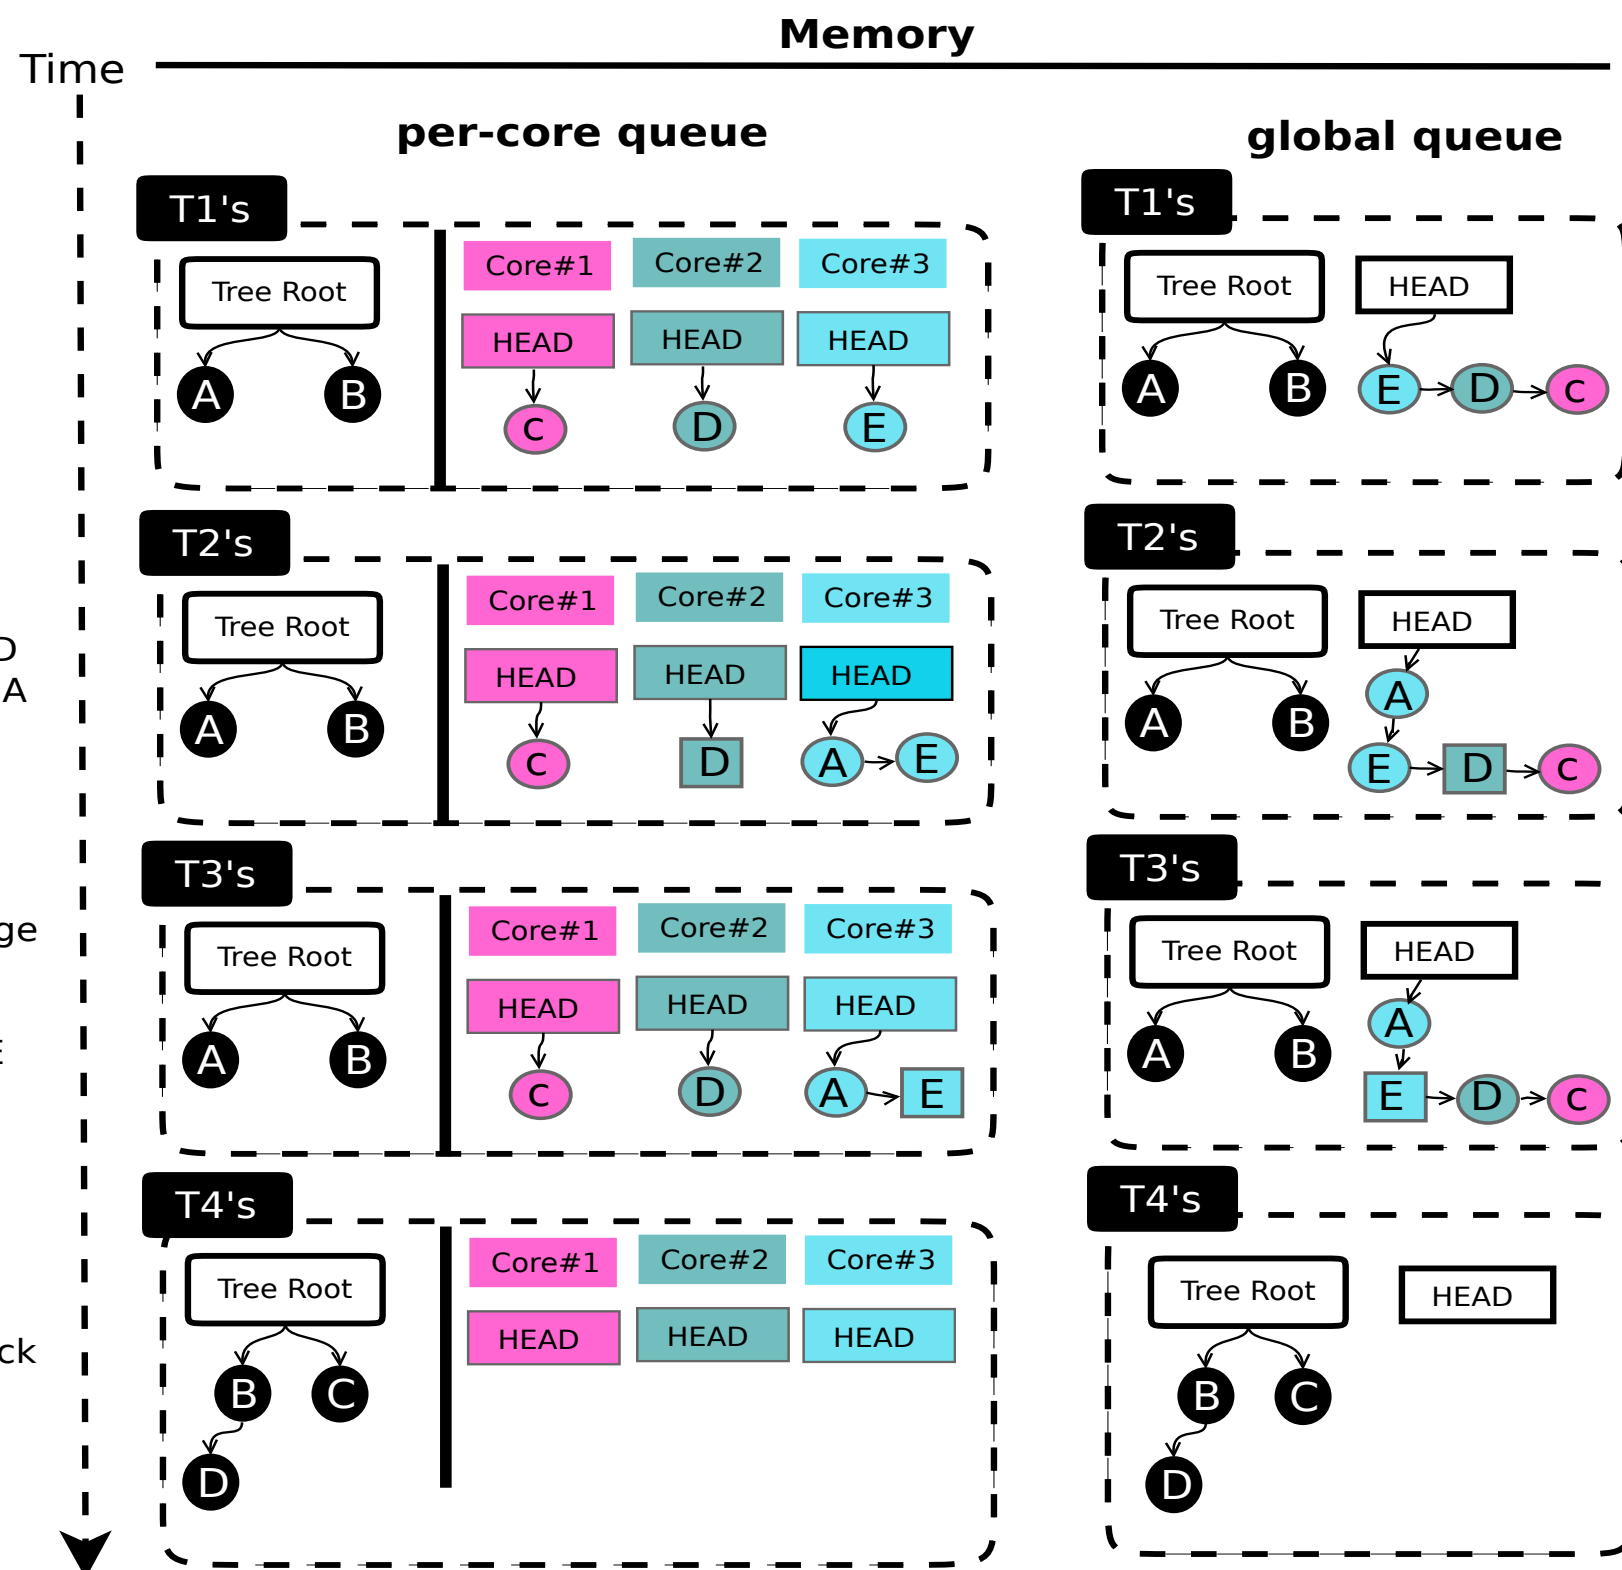 Memory
Time
per-core queue
global queue
T1's
T1's
Core#1 Core#2 Core#3
Tree Root
HEAD HEAD HEAD
A B
c D E
Tree Root HEAD
A B E D c
T2's
T2's
Core#1 Core#2 Core#3
Tree Root
HEAD HEAD HEAD
A B
c D A E
Tree Root HEAD
A B A
E D c
D
A
T3's
T3's
Core#1 Core#2 Core#3
Tree Root
HEAD HEAD HEAD
A B
c D A E
Tree Root HEAD
A B A
E D c
ge
E
T4's
T4's
Core#1 Core#2 Core#3
Tree Root
HEAD HEAD HEAD
B C
D
Tree Root HEAD
B C
D
ck